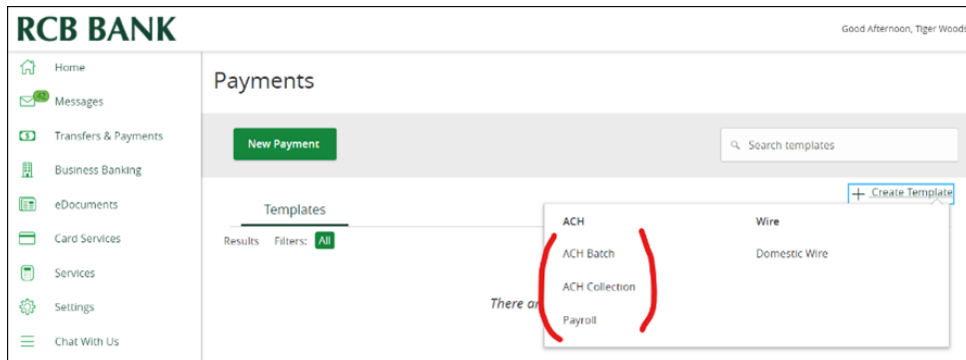 RCB BANK
Good Afternoon, Tiger Woods
Home
42
Messages
Transfers & Payments
Business Banking
eDocuments
Card Services
Services
Settings
Chat With Us
Payments
New Payment
Search templates
Create Template
Templates
Results Filters: All
There
ACH
ACH Batch
ACH Collection
Payroll
Wire
Domestic Wire